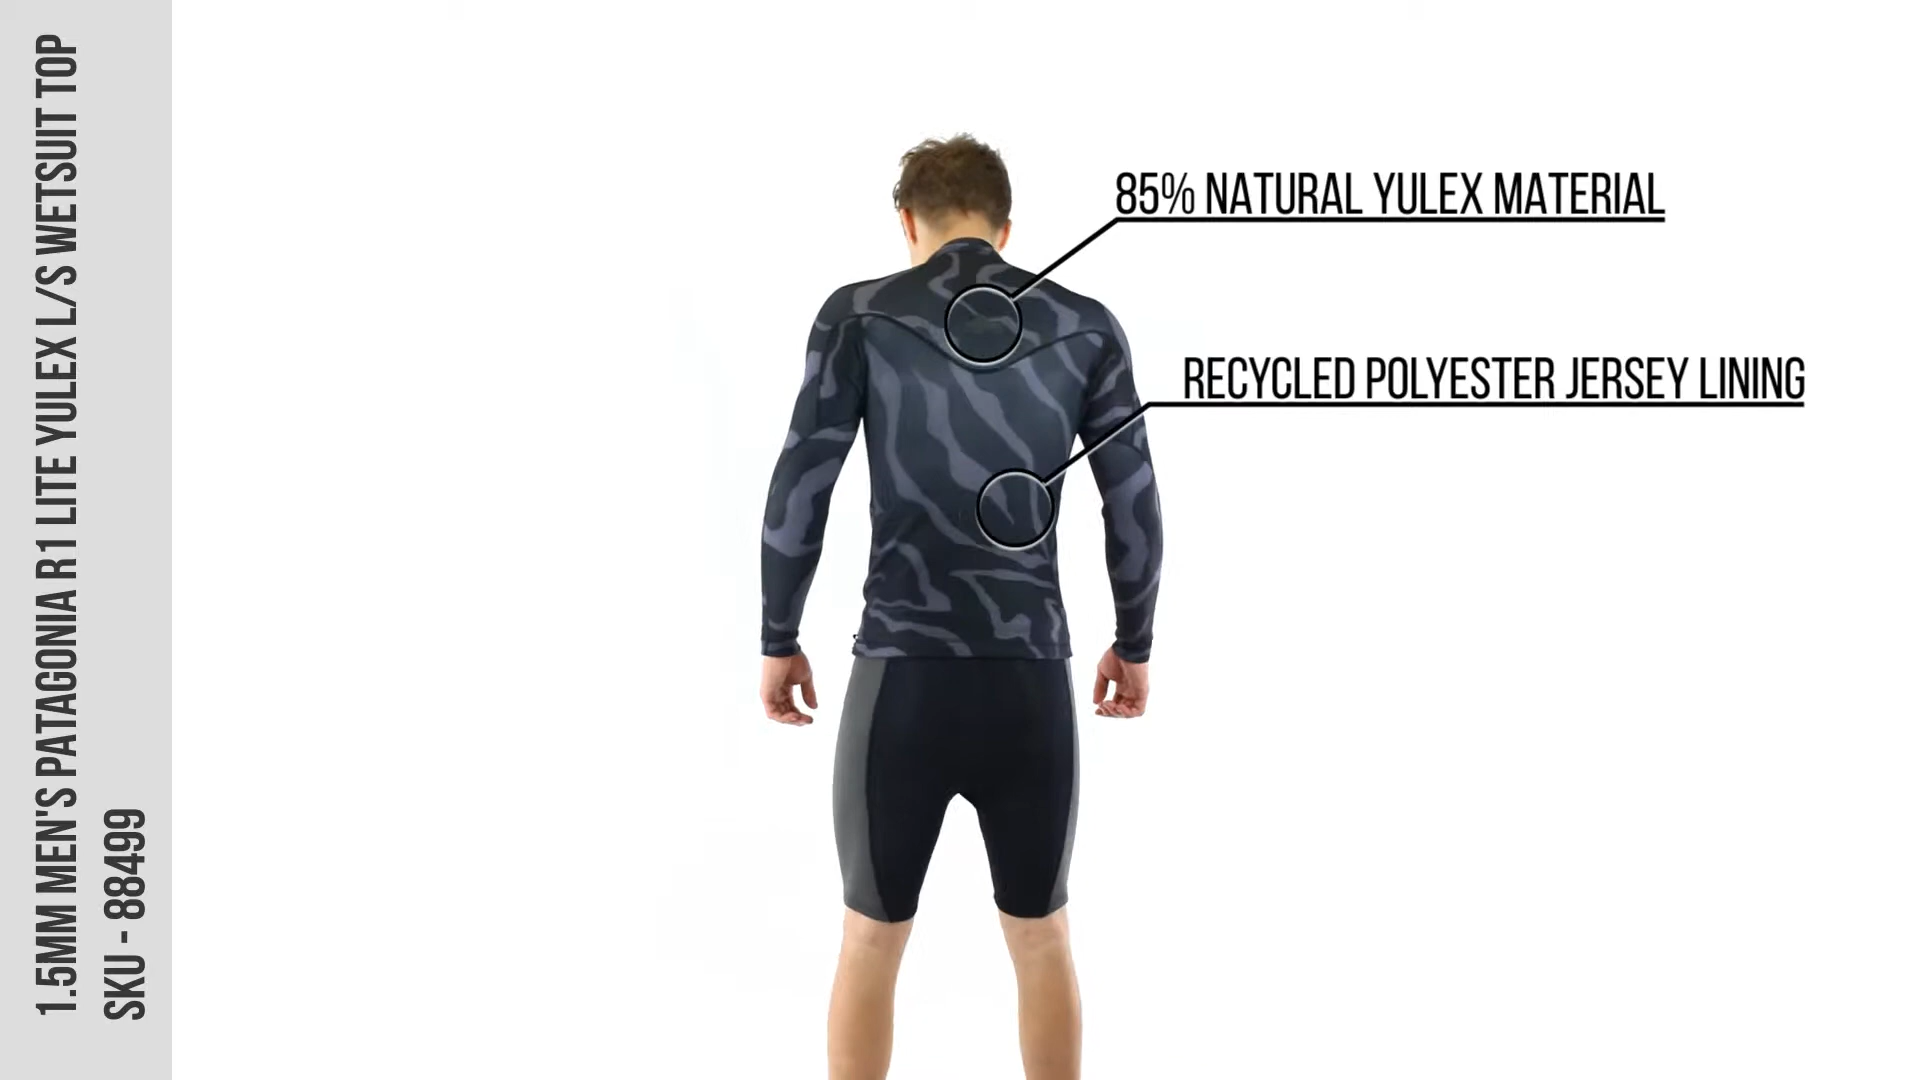 1.5MM MEN'S PATAGONIA R1 LITE YULEX L/S WETSUIT TOP
SKU - 88499
85% NATURAL YULEX MATERIAL
RECYCLED POLYESTER JERSEY LINING